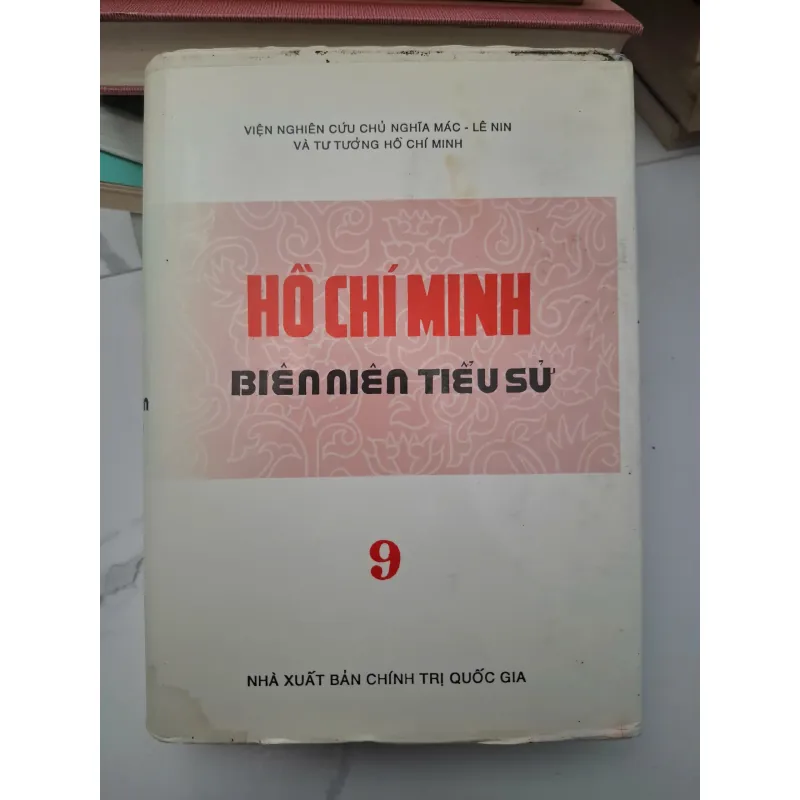 VIỆN NGHIÊN CỨU CHỦ NGHĨA MÁC - LÊ NIN
VÀ TƯ TƯỞNG HỒ CHÍ MINH
HỒ CHÍ MINH
BIÊN NIÊN TIỂU SỬ
9
NHÀ XUẤT BẢN CHÍNH TRỊ QUỐC GIA